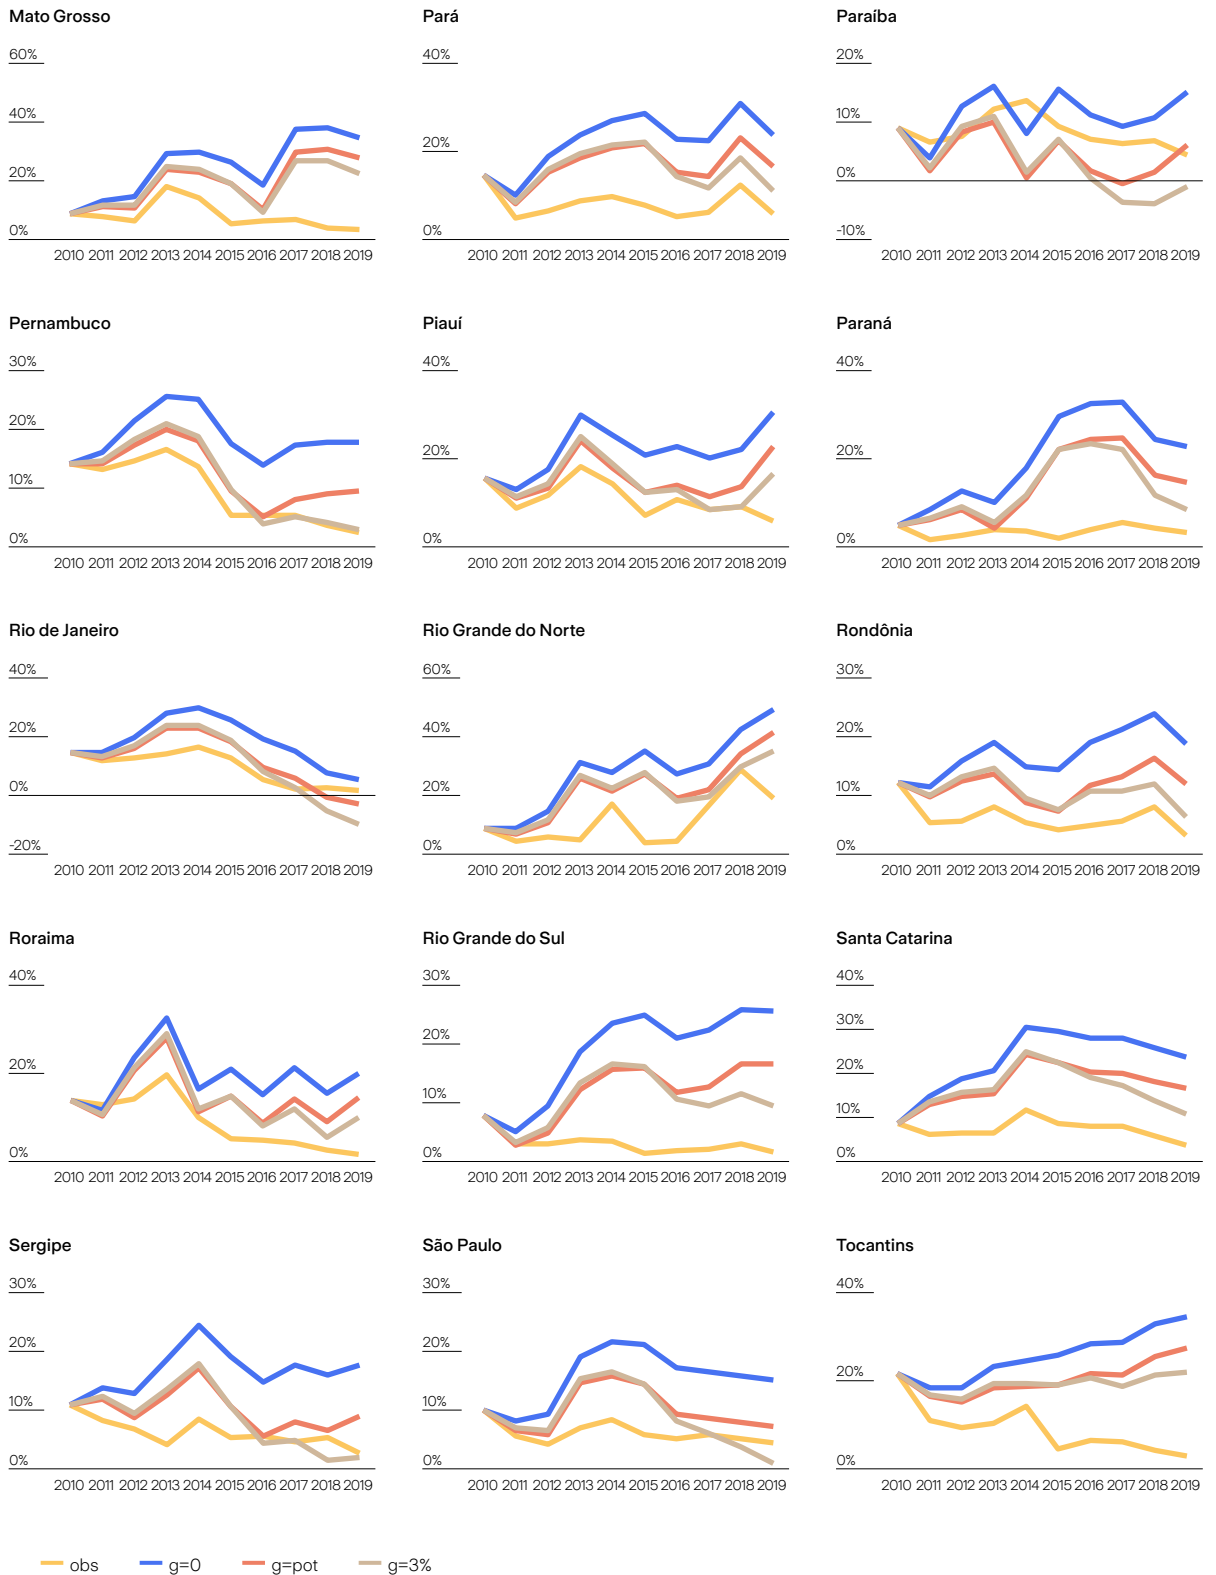 Mato Grosso
60%
40%
20%
0%
2010 2011 2012 2013 2014 2015 2016 2017 2018 2019
Pará
40%
20%
0%
2010 2011 2012 2013 2014 2015 2016 2017 2018 2019
Paraíba
20%
10%
0%
-10%
2010 2011 2012 2013 2014 2015 2016 2017 2018 2019
Pernambuco
30%
20%
10%
0%
2010 2011 2012 2013 2014 2015 2016 2017 2018 2019
Piauí
40%
20%
0%
2010 2011 2012 2013 2014 2015 2016 2017 2018 2019
Paraná
40%
20%
0%
2010 2011 2012 2013 2014 2015 2016 2017 2018 2019
Rio de Janeiro
40%
20%
0%
-20%
2010 2011 2012 2013 2014 2015 2016 2017 2018 2019
Rio Grande do Norte
60%
40%
20%
0%
2010 2011 2012 2013 2014 2015 2016 2017 2018 2019
Rondônia
30%
20%
10%
0%
2010 2011 2012 2013 2014 2015 2016 2017 2018 2019
Roraima
40%
20%
0%
2010 2011 2012 2013 2014 2015 2016 2017 2018 2019
Rio Grande do Sul
30%
20%
10%
0%
2010 2011 2012 2013 2014 2015 2016 2017 2018 2019
Santa Catarina
40%
30%
20%
10%
0%
2010 2011 2012 2013 2014 2015 2016 2017 2018 2019
Sergipe
30%
20%
10%
0%
2010 2011 2012 2013 2014 2015 2016 2017 2018 2019
São Paulo
30%
20%
10%
0%
2010 2011 2012 2013 2014 2015 2016 2017 2018 2019
Tocantins
40%
20%
0%
2010 2011 2012 2013 2014 2015 2016 2017 2018 2019
obs g=0 g=pot g=3%